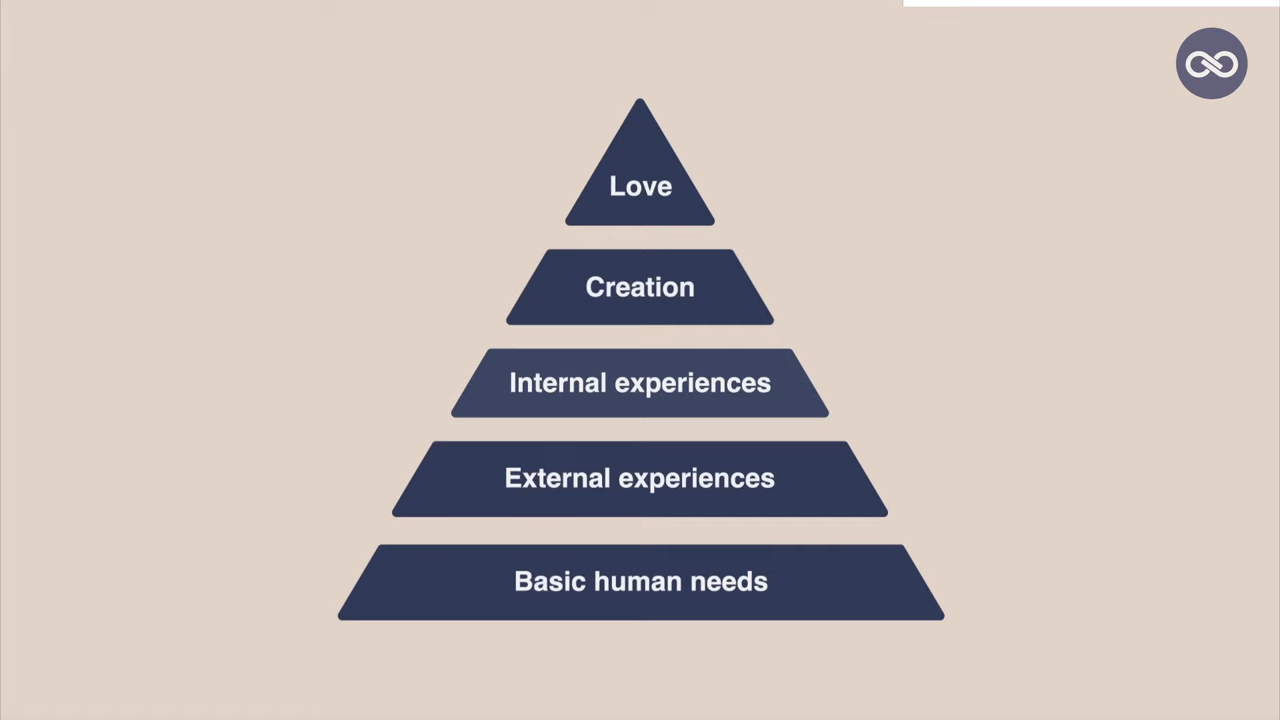 Love
Creation
Internal experiences
External experiences
Basic human needs